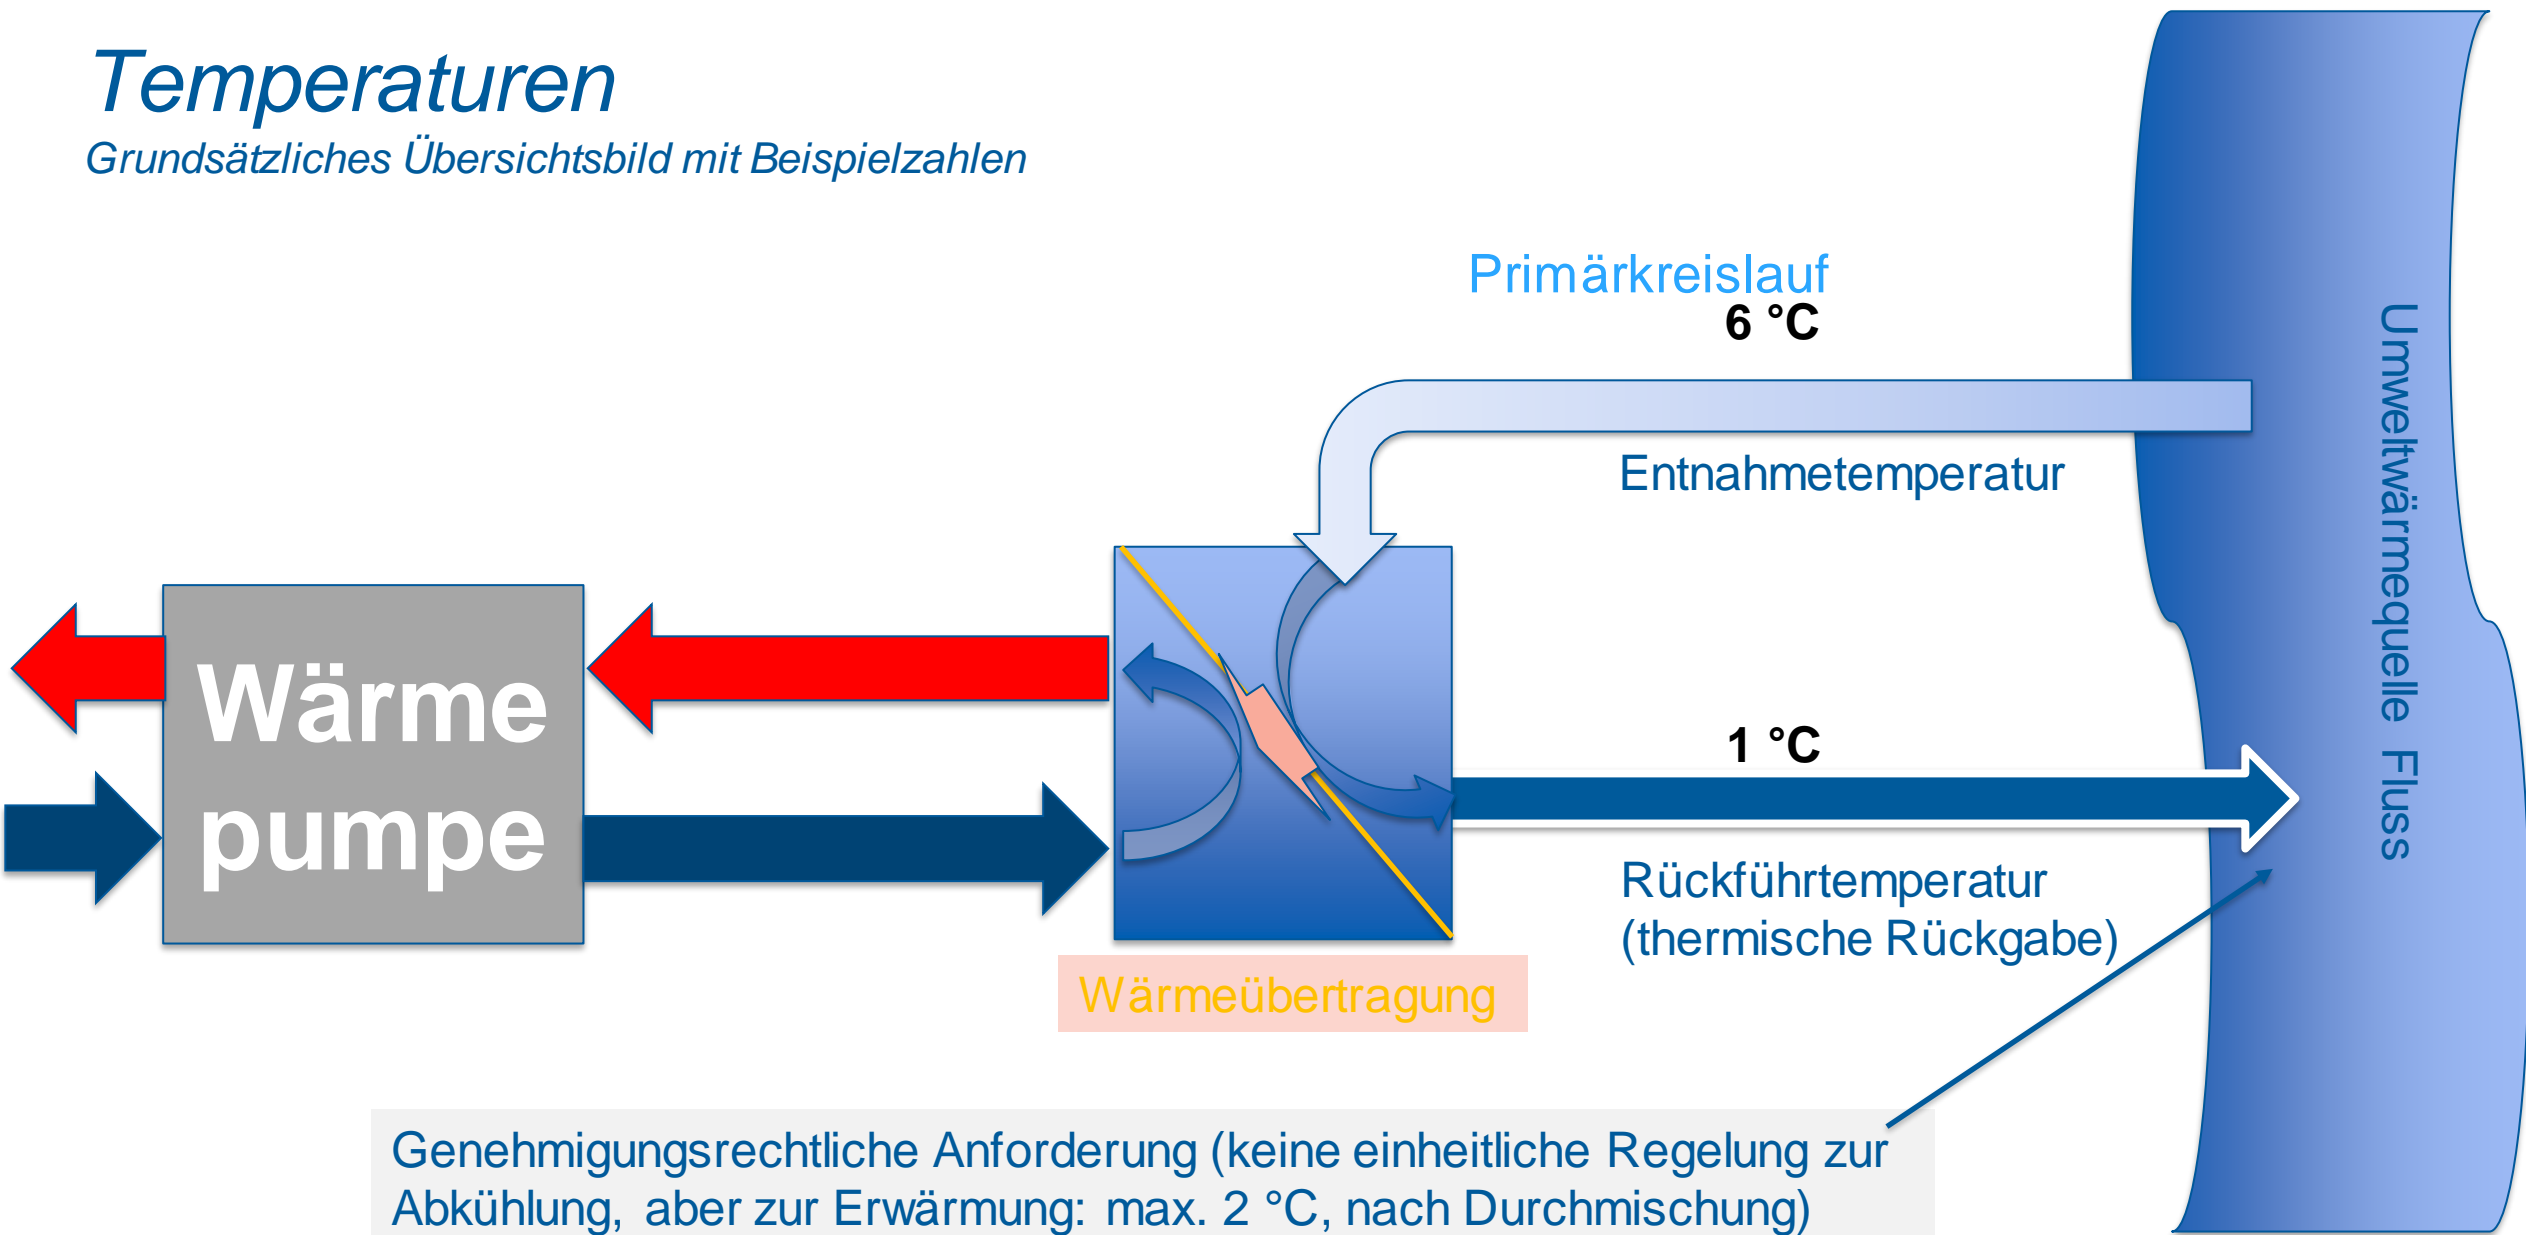 Temperaturen
Grundsätzliches Übersichtsbild mit Beispielzahlen
Primärkreislauf
6 °C
Entnahmetemperatur
Umweltwärmequelle Fluss
Wärme
pumpe
1 °C
Rückführtemperatur
(thermische Rückgabe)
Wärmeübertragung
Genehmigungsrechtliche Anforderung (keine einheitliche Regelung zur
Abkühlung, aber zur Erwärmung: max. 2 °C, nach Durchmischung)